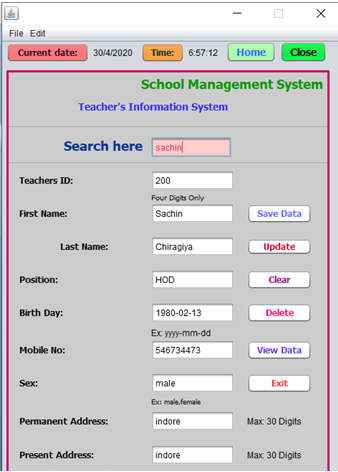 File Edit
Current date: 30/4/2020 Time: 6:57:12 Home Close
School Management System
Teacher's Information System
Search here sachin
Teachers ID: 200
Four Digits Only
First Name: Sachin Save Data
Last Name: Chiragiya Update
Position: HOD Clear
Birth Day: 1980-02-13 Delete
Ex: yyyy-mm-dd
Mobile No: 546734473 View Data
Sex: male Exit
Ex: male,female
Permanent Address: indore Max: 30 Digits
Present Address: indore Max: 30 Digits